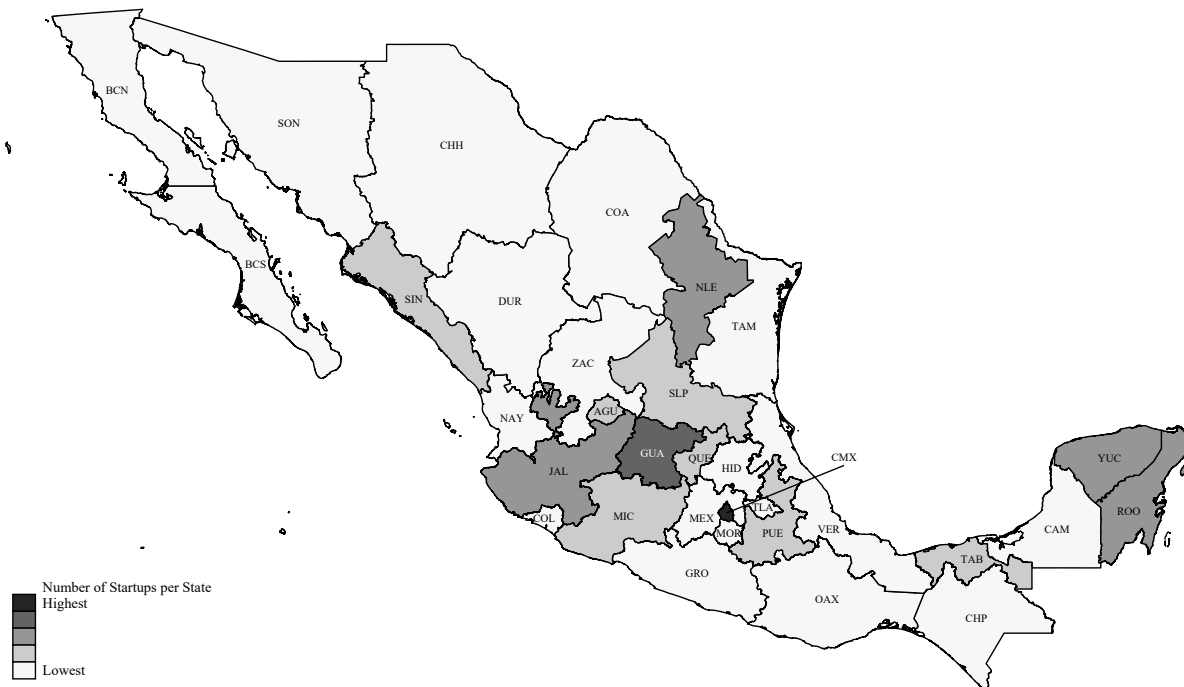 BCN
SON
CHH
COA
BCS
SIN
DUR
NLE
TAM
ZAC
SLP
NAY
AGU
GUA
QUE
HID
CMX
YUC
JAL
COL
MIC
MEX
TLA
MOR
PUE
VER
ROO
CAM
TAB
GRO
OAX
CHP
Number of Startups per State
Highest
Lowest